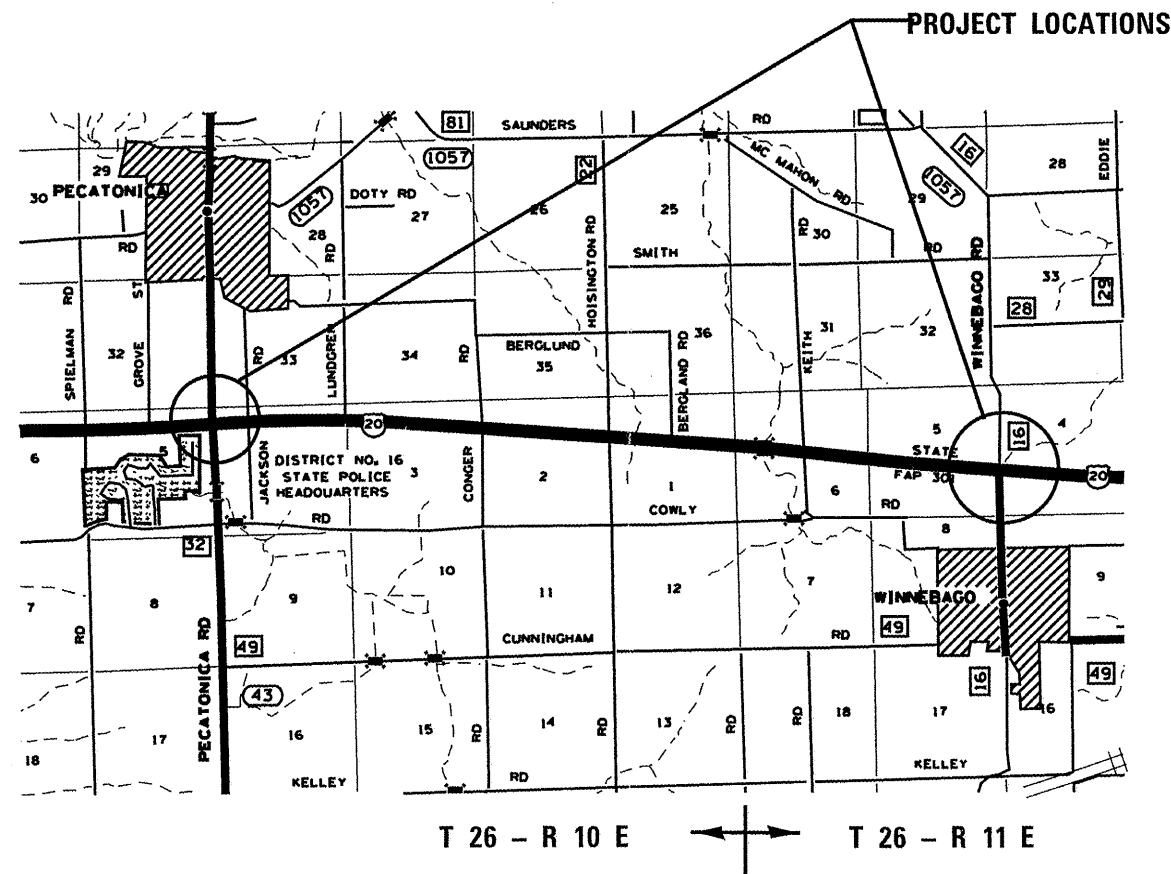 PROJECT LOCATIONS
81
SAUNDERS
RD
1057
22
MC MAHON RD
16
1057
28
EDDIE
29
30
PECATONICA
1057
DOTY RD
27
26
25
29
28
RD
HOISINGTON RD
RD
30
RD
SMITH
RD
WINNEBAGO RD
33
29
SPIELMAN RD
GROVE ST
32
RD
33
LUNDGREN
34
RD
BERGLUND
35
BERGLAND RD
36
KEITH
31
32
28
20
5
4
16
STATE
FAP 301
20
6
5
JACKSON
DISTRICT NO. 16
STATE POLICE
HEADQUARTERS
3
CONGER
2
1
6
RD
COWLY
RD
8
32
10
11
12
7
WINNEBAGO
9
7
8
9
RD
PECATONICA RD
49
CUNNINGHAM
RD
49
43
16
49
18
17
16
15
RD
14
RD
13
RD
RD
18
17
16
KELLEY
RD
KELLEY
T 26 – R 10 E
T 26 – R 11 E